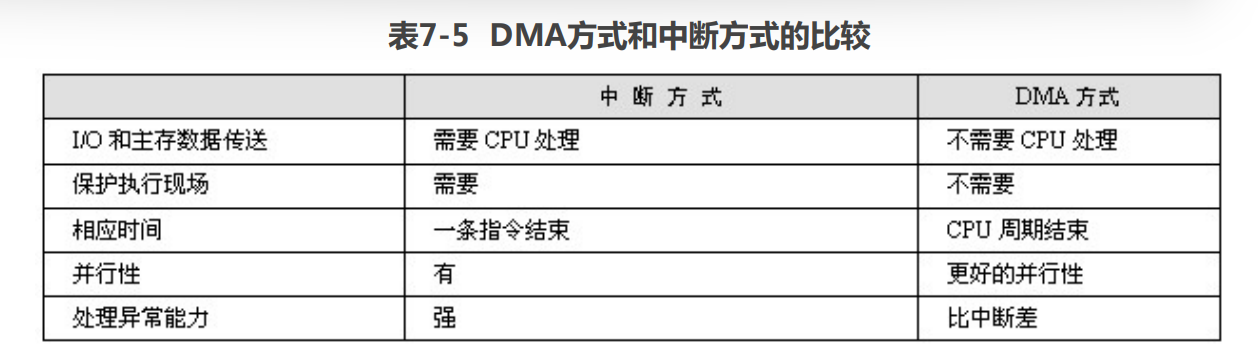 表7-5 DMA方式和中断方式的比较
中 断 方 式 DMA 方式
I/O 和主存数据传送 需要 CPU 处理 不需要 CPU 处理
保护执行现场 需要 不需要
相应时间 一条指令结束 CPU 周期结束
并行性 有 更好的并行性
处理异常能力 强 比中断差